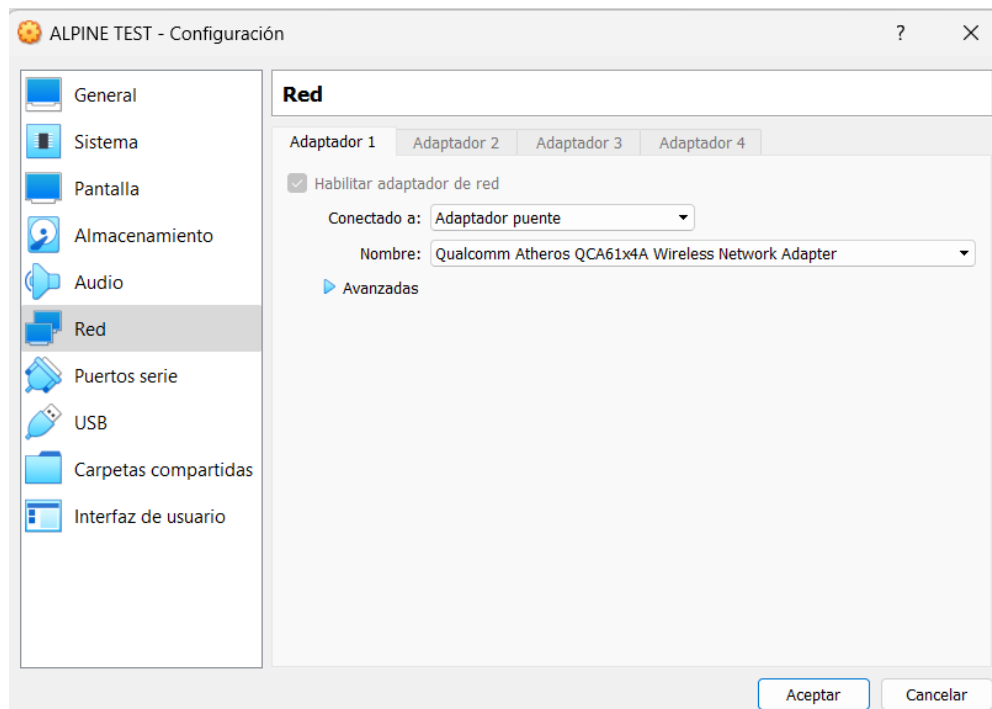 ALPINE TEST - Configuración
?
General
Sistema
Pantalla
Almacenamiento
Audio
Red
Puertos serie
USB
Carpetas compartidas
Interfaz de usuario
Red
Adaptador 1
Adaptador 2
Adaptador 3
Adaptador 4
Habilitar adaptador de red
Conectado a: Adaptador puente
Nombre: Qualcomm Atheros QCA61x4A Wireless Network Adapter
Avanzadas
Aceptar
Cancelar